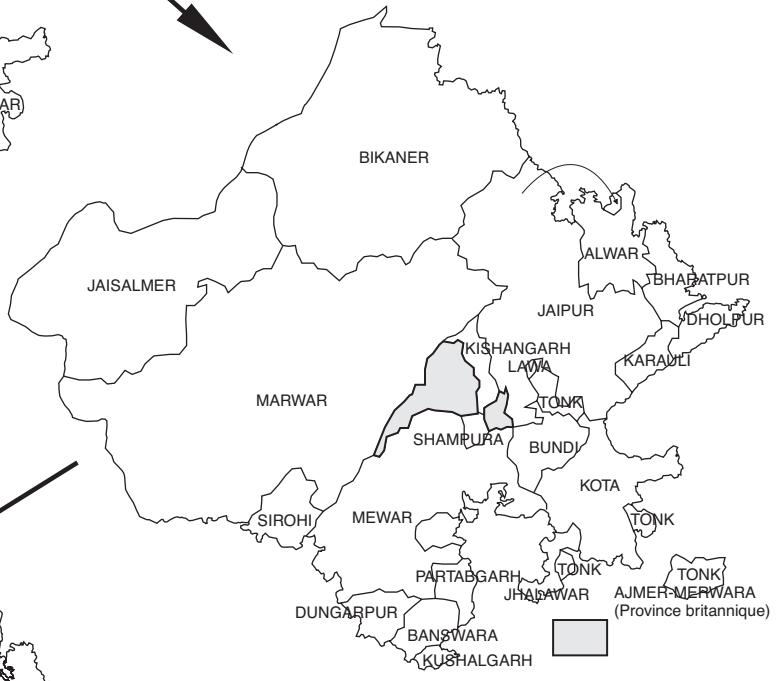 AR
BIKANER
ALWAR
JAISALMER
BHARATPUR
JAIPUR
DHOLPUR
KISHANGARH
KARAULI
LAWA
MARWAR
TONK
SHAMPURA
BUNDI
KOTA
SIROHI
MEWAR
TONK
PARTABGARH
TONK
TONK
JHALAWAR
AJMER-MERWARA
(Province britannique)
DUNGARPUR
BANSWARA
KUSHALGARH